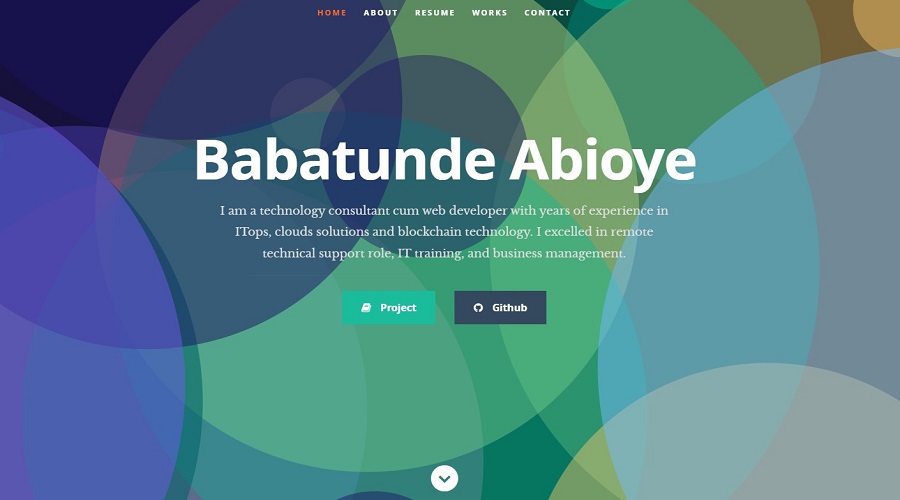 HOME ABOUT RESUME WORKS CONTACT
Babatunde Abioye
I am a technology consultant cum web developer with years of experience in
ITops, clouds solutions and blockchain technology. I excelled in remote
technical support role, IT training, and business management.
Project Github